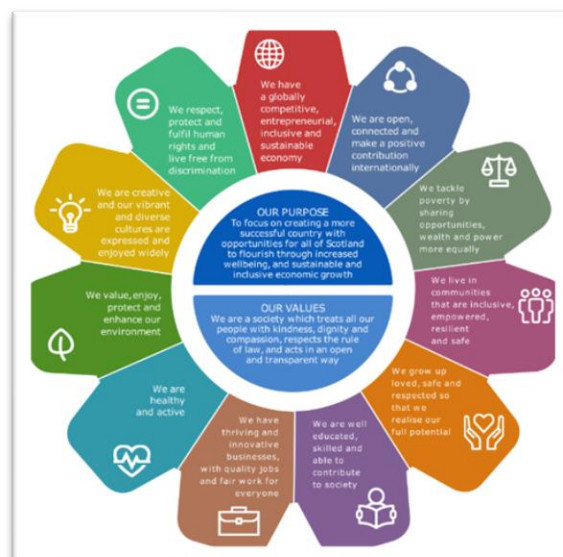 OUR PURPOSE
To focus on creating a more
successful country with
opportunities for all of Scotland
to flourish through increased
wellbeing, and sustainable and
inclusive economic growth
OUR VALUES
We are a society which treats all our
people with kindness, dignity and
compassion, respects the rule
of law, and acts in an open
and transparent way
We have
a globally
competitive,
entrepreneurial,
inclusive and
sustainable
economy
We are open,
connected and
make a positive
contribution
internationally
We tackle
poverty by
sharing
opportunities,
wealth and power
more equally
We live in
communities
that are inclusive,
empowered,
resilient
and safe
We grow up
loved, safe and
respected so
that we
realise our
full potential
We are well
educated,
skilled and
able to
contribute
to society
We have
thriving and
innovative
businesses,
with quality jobs
and fair work for
everyone
We are
healthy
and active
We value, enjoy,
protect and
enhance our
environment
We are creative
and our vibrant
and diverse
cultures are
expressed and
enjoyed widely
We respect,
protect and
fulfil human
rights and
live free from
discrimination